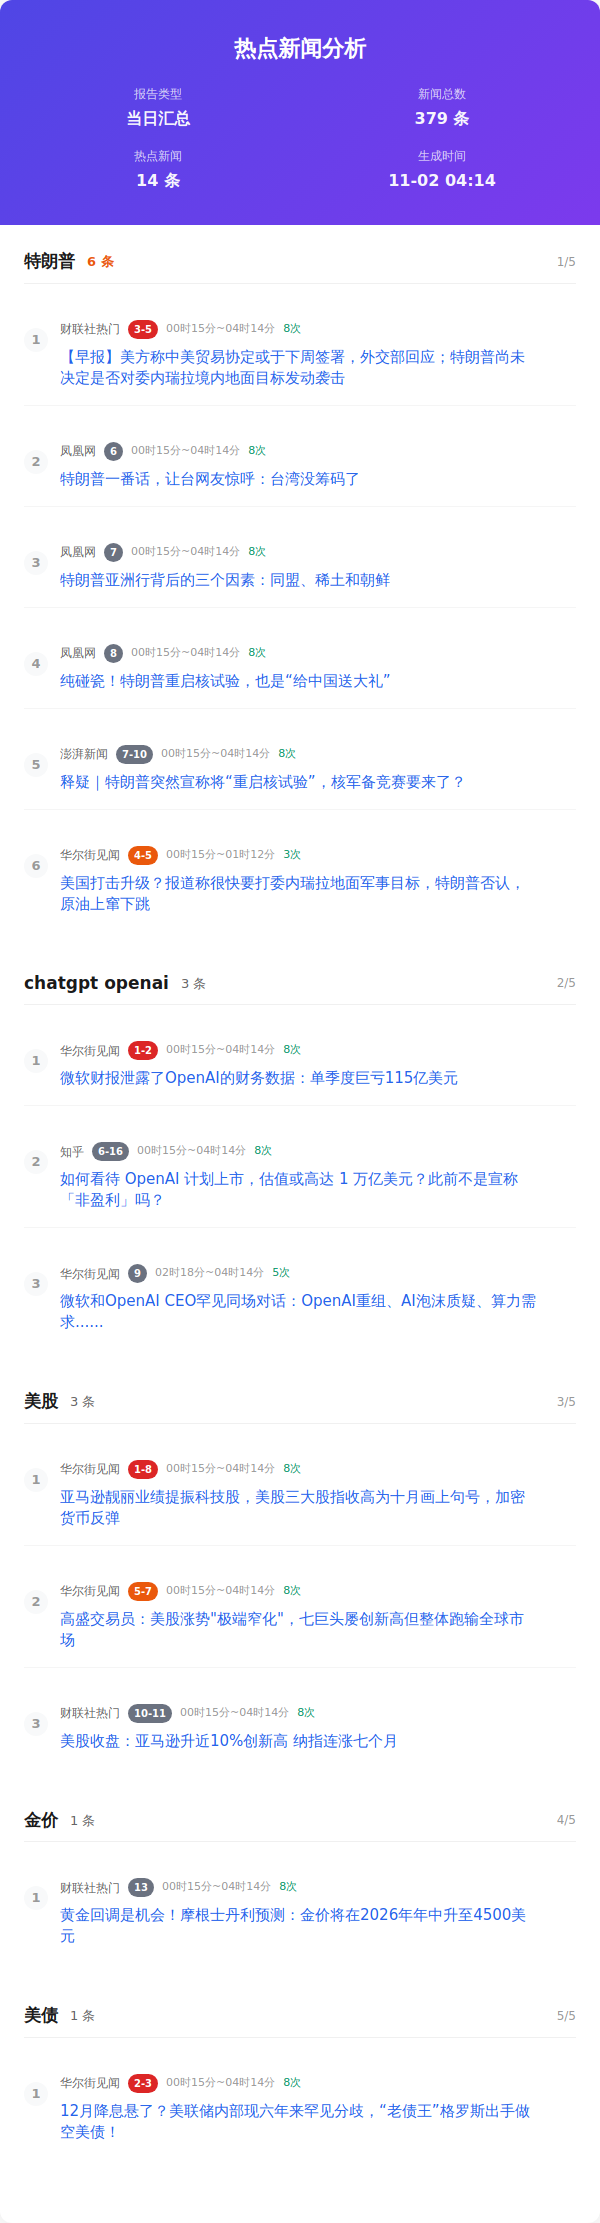 热点新闻分析
报告类型
当日汇总
新闻总数
379 条
热点新闻
14 条
生成时间
11-02 04:14
特朗普 6 条 1/5
1
财联社热门 3-5 00时15分~04时14分 8次
【早报】美方称中美贸易协定或于下周签署，外交部回应；特朗普尚未
决定是否对委内瑞拉境内地面目标发动袭击
2
凤凰网 6 00时15分~04时14分 8次
特朗普一番话，让台网友惊呼：台湾没筹码了
3
凤凰网 7 00时15分~04时14分 8次
特朗普亚洲行背后的三个因素：同盟、稀土和朝鲜
4
凤凰网 8 00时15分~04时14分 8次
纯碰瓷！特朗普重启核试验，也是“给中国送大礼”
5
澎湃新闻 7-10 00时15分~04时14分 8次
释疑｜特朗普突然宣称将“重启核试验”，核军备竞赛要来了？
6
华尔街见闻 4-5 00时15分~01时12分 3次
美国打击升级？报道称很快要打委内瑞拉地面军事目标，特朗普否认，
原油上窜下跳
chatgpt openai 3 条 2/5
1
华尔街见闻 1-2 00时15分~04时14分 8次
微软财报泄露了OpenAI的财务数据：单季度巨亏115亿美元
2
知乎 6-16 00时15分~04时14分 8次
如何看待 OpenAI 计划上市，估值或高达 1 万亿美元？此前不是宣称
「非盈利」吗？
3
华尔街见闻 9 02时18分~04时14分 5次
微软和OpenAI CEO罕见同场对话：OpenAI重组、AI泡沫质疑、算力需
求……
美股 3 条 3/5
1
华尔街见闻 1-8 00时15分~04时14分 8次
亚马逊靓丽业绩提振科技股，美股三大股指收高为十月画上句号，加密
货币反弹
2
华尔街见闻 5-7 00时15分~04时14分 8次
高盛交易员：美股涨势"极端窄化"，七巨头屡创新高但整体跑输全球市
场
3
财联社热门 10-11 00时15分~04时14分 8次
美股收盘：亚马逊升近10%创新高 纳指连涨七个月
金价 1 条 4/5
1
财联社热门 13 00时15分~04时14分 8次
黄金回调是机会！摩根士丹利预测：金价将在2026年年中升至4500美
元
美债 1 条 5/5
1
华尔街见闻 2-3 00时15分~04时14分 8次
12月降息悬了？美联储内部现六年来罕见分歧，“老债王”格罗斯出手做
空美债！